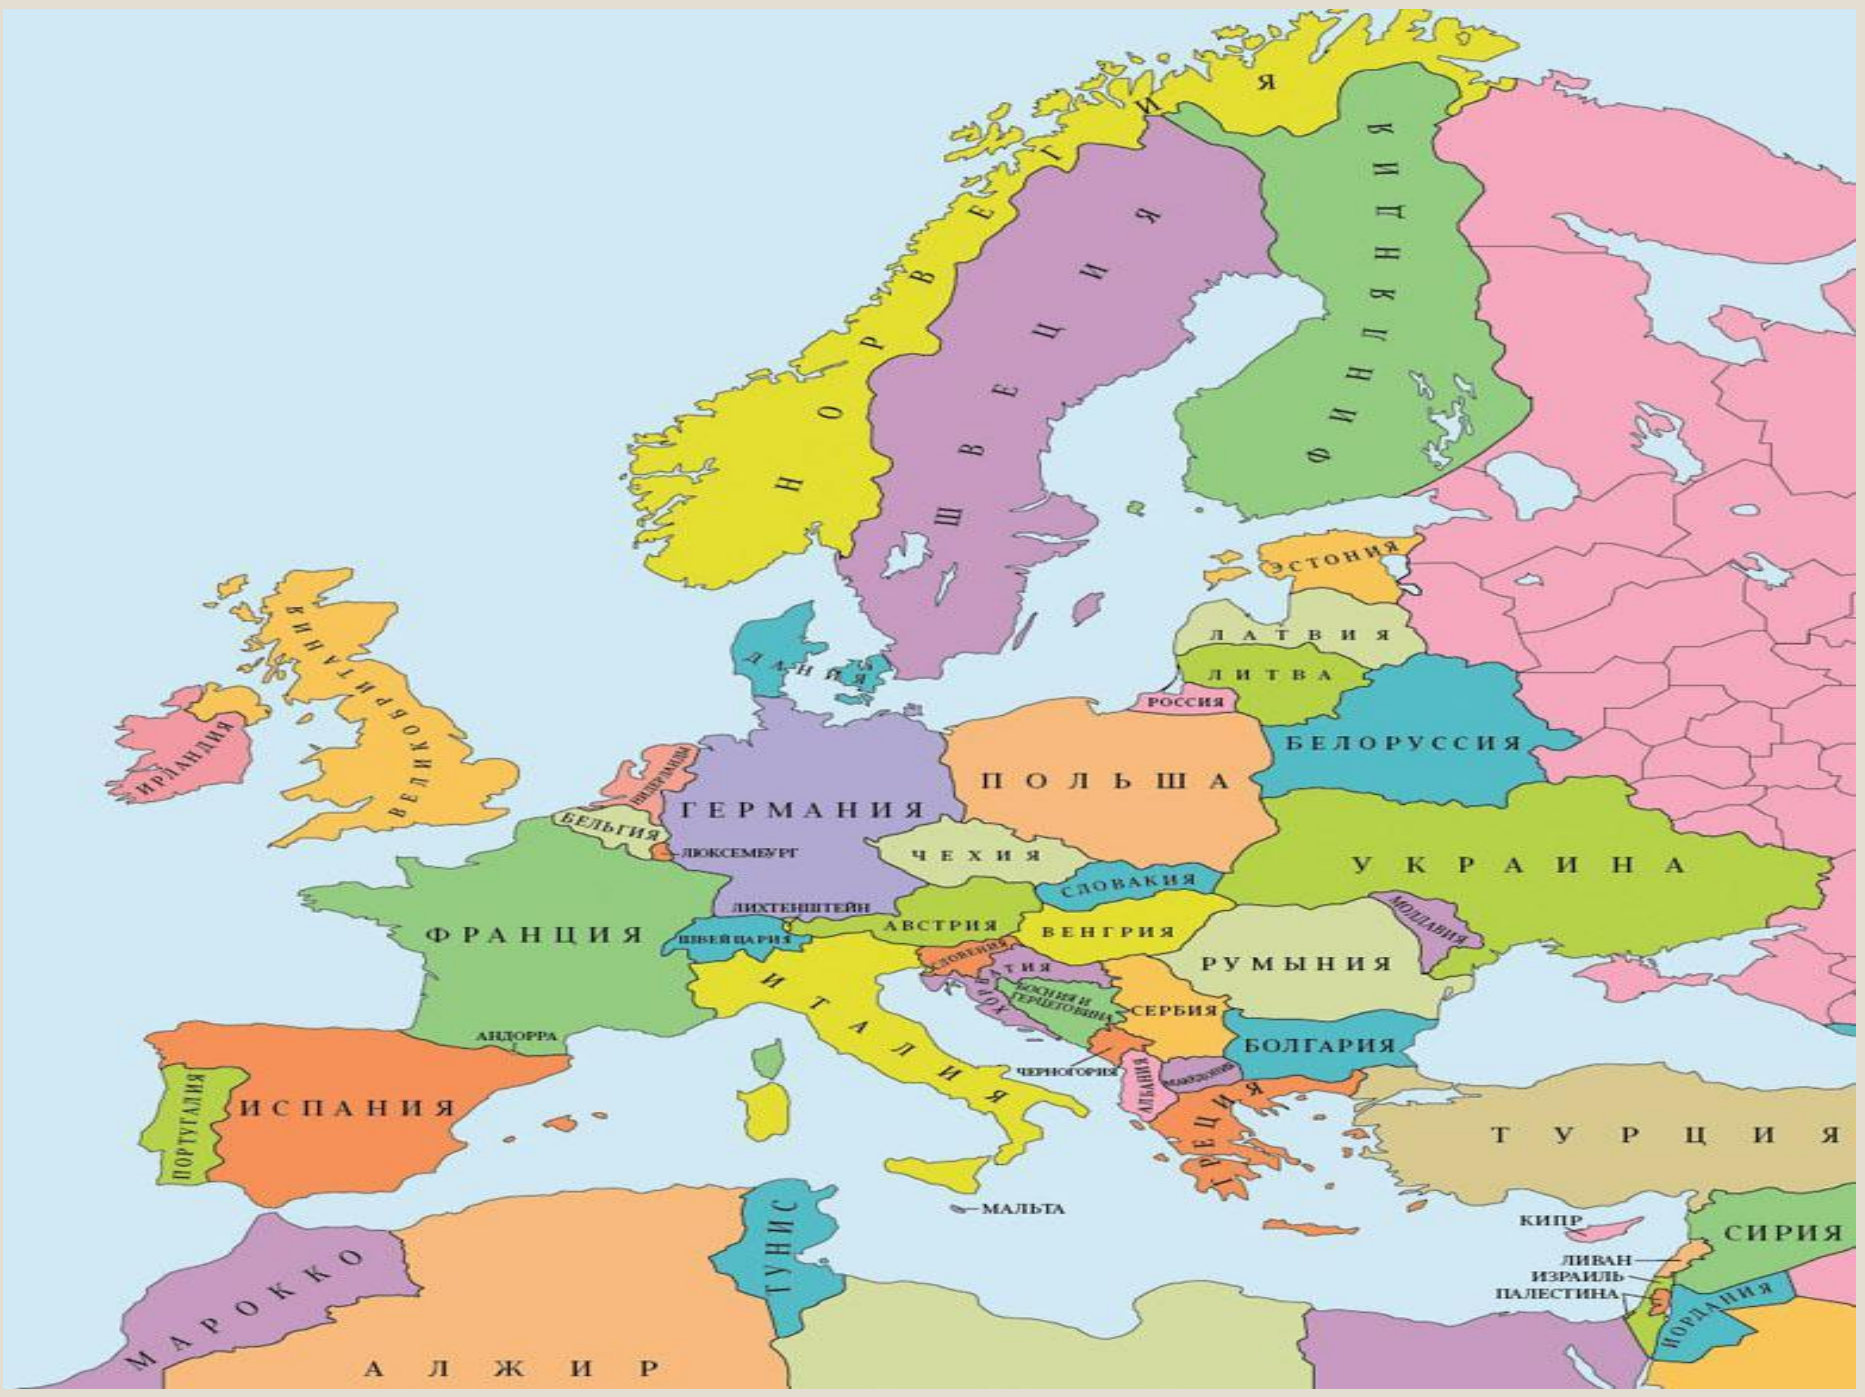 НОРВЕГИЯ
ШВЕЦИЯ
ФИНЛЯНДИЯ
ЭСТОНИЯ
ЛАТВИЯ
ЛИТВА
РОССИЯ
ДАНИЯ
ВЕЛИКОБРИТАНИЯ
ИРЛАНДИЯ
НИДЕРЛАНДЫ
БЕЛЬГИЯ
ЛЮКСЕМБУРГ
ГЕРМАНИЯ
ПОЛЬША
БЕЛОРУССИЯ
УКРАИНА
ЧЕХИЯ
СЛОВАКИЯ
ЛИХТЕНШТЕЙН
ФРАНЦИЯ
ШВЕЙЦАРИЯ
АВСТРИЯ
ВЕНГРИЯ
МОЛДАВИЯ
РУМЫНИЯ
СЛОВЕНИЯ
ХОРВАТИЯ
БОСНИЯ И
ГЕРЦЕГОВИНА
СЕРБИЯ
ИТАЛИЯ
АНДОРРА
БОЛГАРИЯ
ЧЕРНОГОРИЯ
АЛБАНИЯ
МАКЕДОНИЯ
ГРЕЦИЯ
ПОРТУГАЛИЯ
ИСПАНИЯ
ТУРЦИЯ
МАЛЬТА
КИПР
СИРИЯ
ЛИВАН
ИЗРАИЛЬ
ПАЛЕСТИНА
ИОРДАНИЯ
МАРОККО
АЛЖИР
ТУНИС